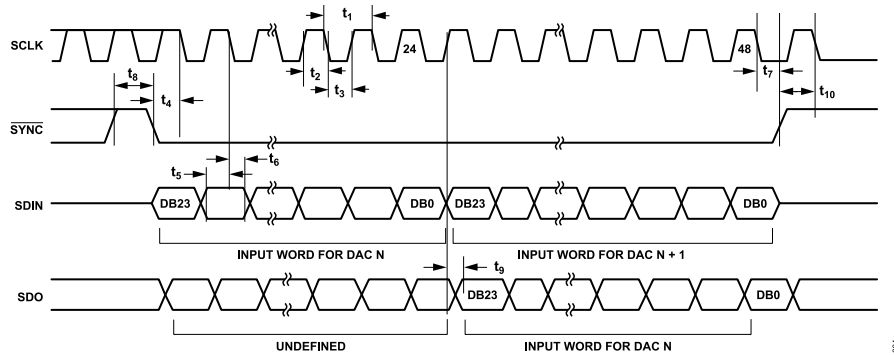 t1
SCLK
24
48
t2
t3
t7
t8
t4
t10
SYNC
t5
t6
SDIN
DB23
DB0
DB23
DB0
INPUT WORD FOR DAC N
INPUT WORD FOR DAC N + 1
t9
SDO
DB23
DB0
UNDEFINED
INPUT WORD FOR DAC N